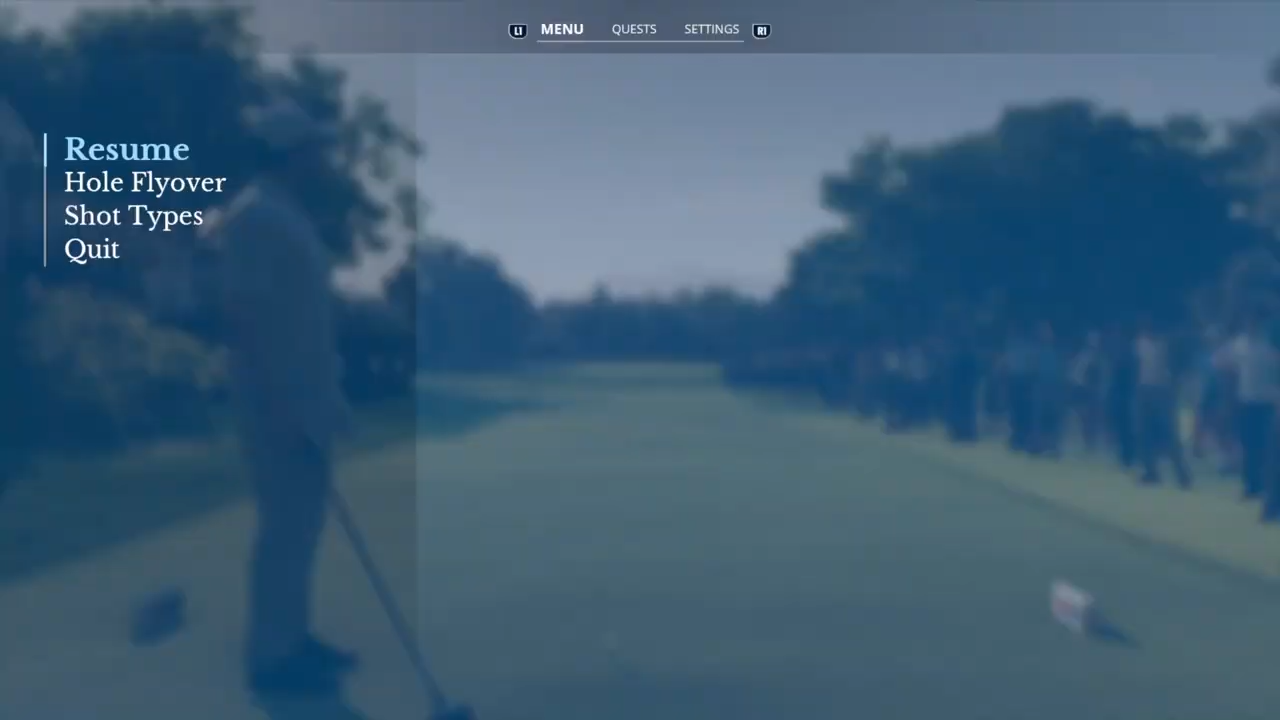 L1 MENU QUESTS SETTINGS R1
Resume
Hole Flyover
Shot Types
Quit